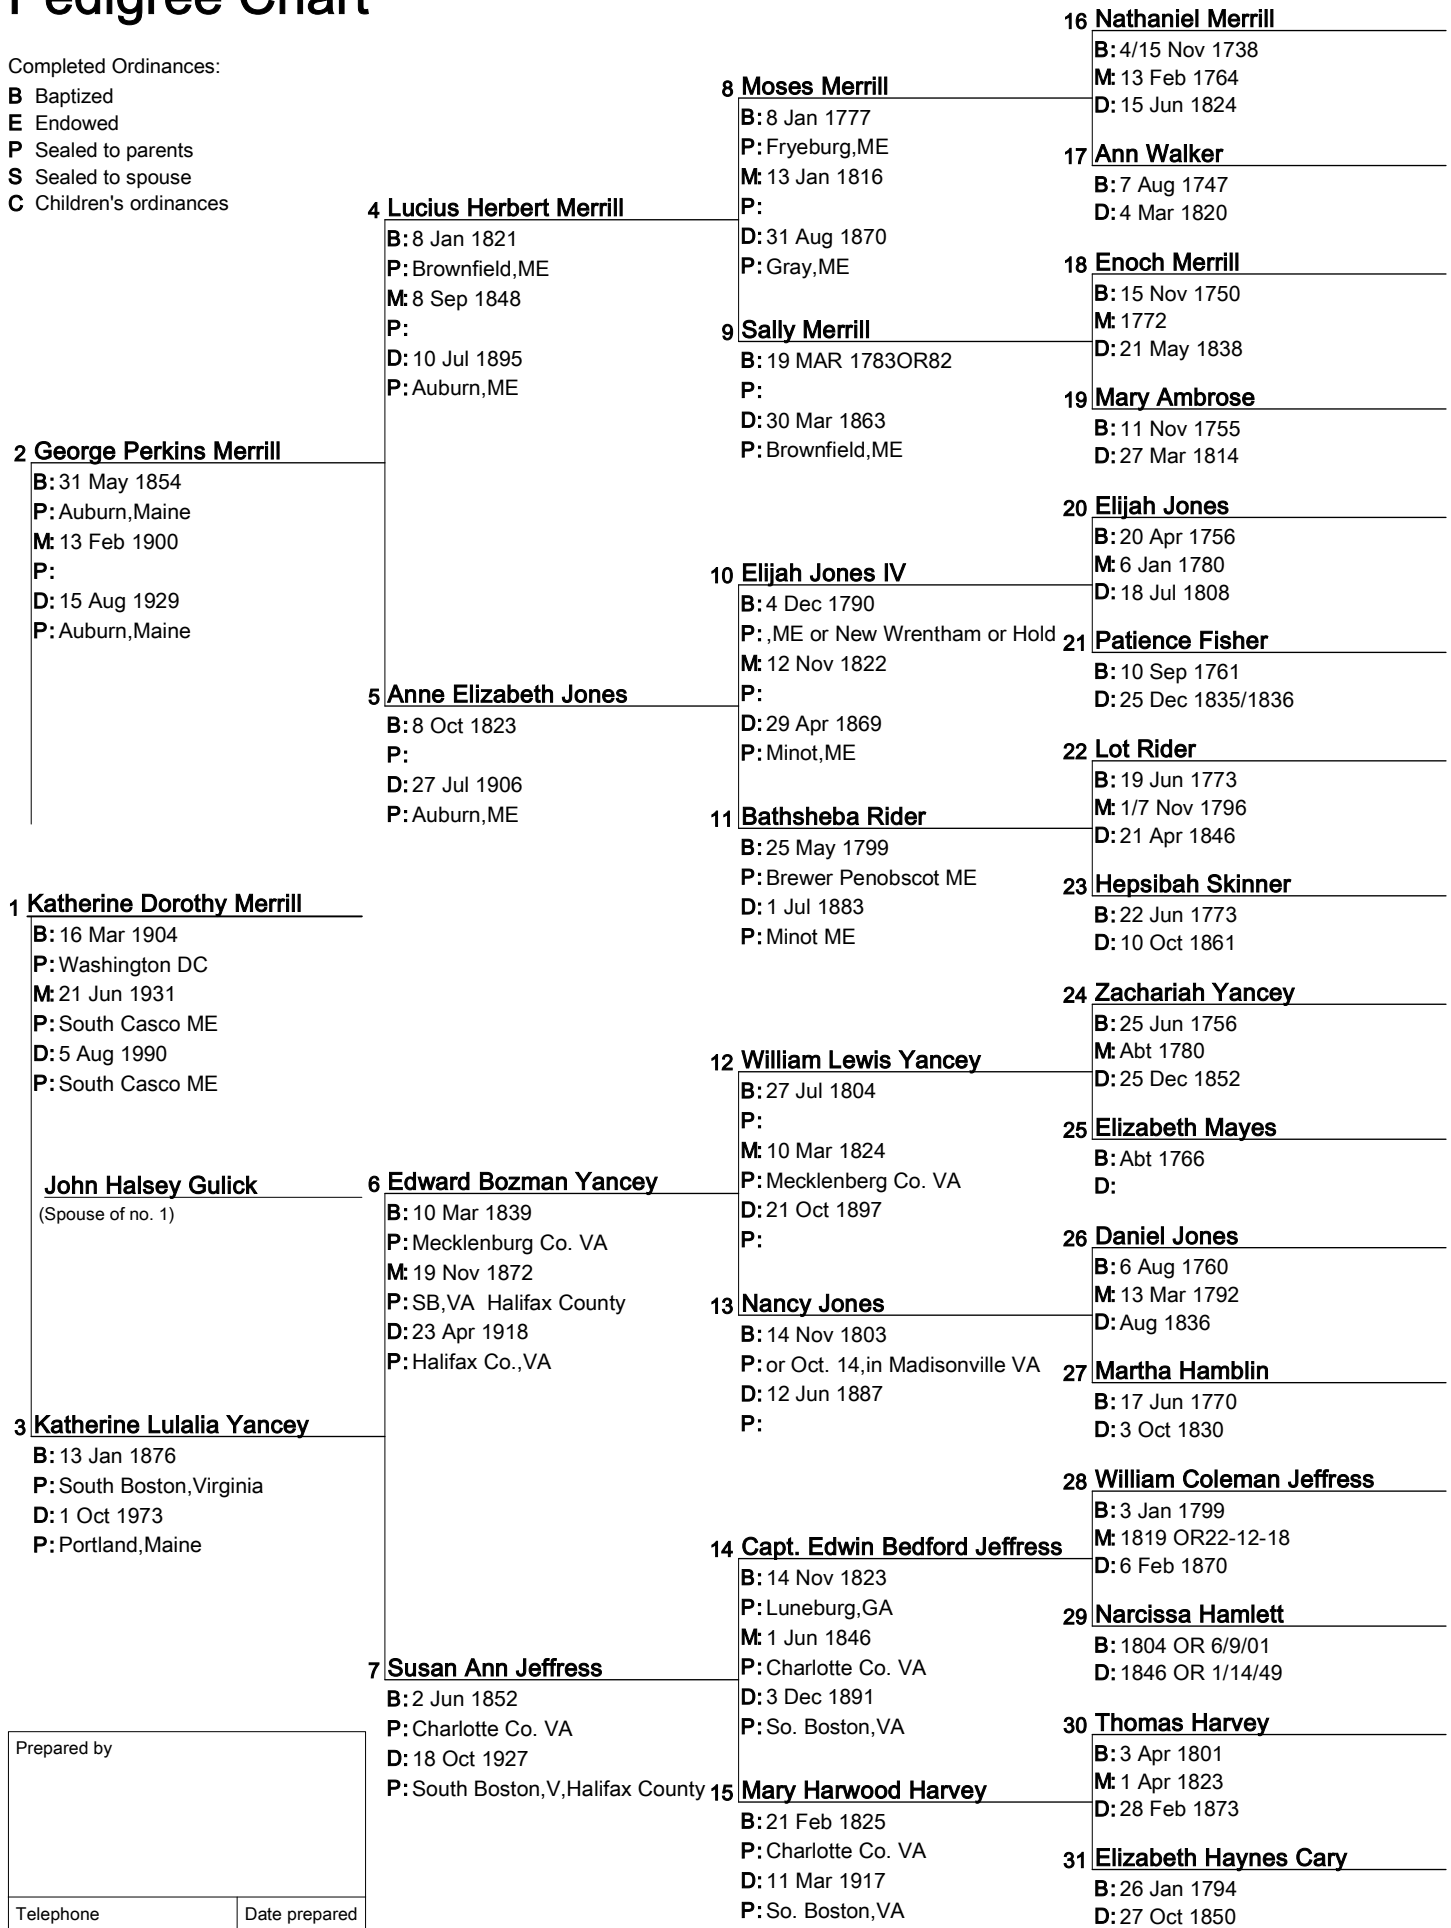 Pedigree Chart
Completed Ordinances:
B Baptized
E Endowed
P Sealed to parents
S Sealed to spouse
C Children's ordinances
1 Katherine Dorothy Merrill
B: 16 Mar 1904
P: Washington DC
M: 21 Jun 1931
P: South Casco ME
D: 5 Aug 1990
P: South Casco ME
John Halsey Gulick
(Spouse of no. 1)
2 George Perkins Merrill
B: 31 May 1854
P: Auburn,Maine
M: 13 Feb 1900
P:
D: 15 Aug 1929
P: Auburn,Maine
3 Katherine Lulalia Yancey
B: 13 Jan 1876
P: South Boston,Virginia
D: 1 Oct 1973
P: Portland,Maine
4 Lucius Herbert Merrill
B: 8 Jan 1821
P: Brownfield,ME
M: 8 Sep 1848
P:
D: 10 Jul 1895
P: Auburn,ME
5 Anne Elizabeth Jones
B: 8 Oct 1823
P:
D: 27 Jul 1906
P: Auburn,ME
6 Edward Bozman Yancey
B: 10 Mar 1839
P: Mecklenburg Co. VA
M: 19 Nov 1872
P: SB,VA Halifax County
D: 23 Apr 1918
P: Halifax Co.,VA
7 Susan Ann Jeffress
B: 2 Jun 1852
P: Charlotte Co. VA
D: 18 Oct 1927
P: South Boston,V,Halifax County
8 Moses Merrill
B: 8 Jan 1777
P: Fryeburg,ME
M: 13 Jan 1816
P:
D: 31 Aug 1870
P: Gray,ME
9 Sally Merrill
B: 19 MAR 1783OR82
P:
D: 30 Mar 1863
P: Brownfield,ME
10 Elijah Jones IV
B: 4 Dec 1790
P: ,ME or New Wrentham or Hold
M: 12 Nov 1822
P:
D: 29 Apr 1869
P: Minot,ME
11 Bathsheba Rider
B: 25 May 1799
P: Brewer Penobscot ME
D: 1 Jul 1883
P: Minot ME
12 William Lewis Yancey
B: 27 Jul 1804
P:
M: 10 Mar 1824
P: Mecklenberg Co. VA
D: 21 Oct 1897
P:
13 Nancy Jones
B: 14 Nov 1803
P: or Oct. 14,in Madisonville VA
D: 12 Jun 1887
P:
14 Capt. Edwin Bedford Jeffress
B: 14 Nov 1823
P: Luneburg,GA
M: 1 Jun 1846
P: Charlotte Co. VA
D: 3 Dec 1891
P: So. Boston,VA
15 Mary Harwood Harvey
B: 21 Feb 1825
P: Charlotte Co. VA
D: 11 Mar 1917
P: So. Boston,VA
16 Nathaniel Merrill
B: 4/15 Nov 1738
M: 13 Feb 1764
D: 15 Jun 1824
17 Ann Walker
B: 7 Aug 1747
D: 4 Mar 1820
18 Enoch Merrill
B: 15 Nov 1750
M: 1772
D: 21 May 1838
19 Mary Ambrose
B: 11 Nov 1755
D: 27 Mar 1814
20 Elijah Jones
B: 20 Apr 1756
M: 6 Jan 1780
D: 18 Jul 1808
21 Patience Fisher
B: 10 Sep 1761
D: 25 Dec 1835/1836
22 Lot Rider
B: 19 Jun 1773
M: 1/7 Nov 1796
D: 21 Apr 1846
23 Hepsibah Skinner
B: 22 Jun 1773
D: 10 Oct 1861
24 Zachariah Yancey
B: 25 Jun 1756
M: Abt 1780
D: 25 Dec 1852
25 Elizabeth Mayes
B: Abt 1766
D:
26 Daniel Jones
B: 6 Aug 1760
M: 13 Mar 1792
D: Aug 1836
27 Martha Hamblin
B: 17 Jun 1770
D: 3 Oct 1830
28 William Coleman Jeffress
B: 3 Jan 1799
M: 1819 OR22-12-18
D: 6 Feb 1870
29 Narcissa Hamlett
B: 1804 OR 6/9/01
D: 1846 OR 1/14/49
30 Thomas Harvey
B: 3 Apr 1801
M: 1 Apr 1823
D: 28 Feb 1873
31 Elizabeth Haynes Cary
B: 26 Jan 1794
D: 27 Oct 1850
Prepared by
Telephone
Date prepared